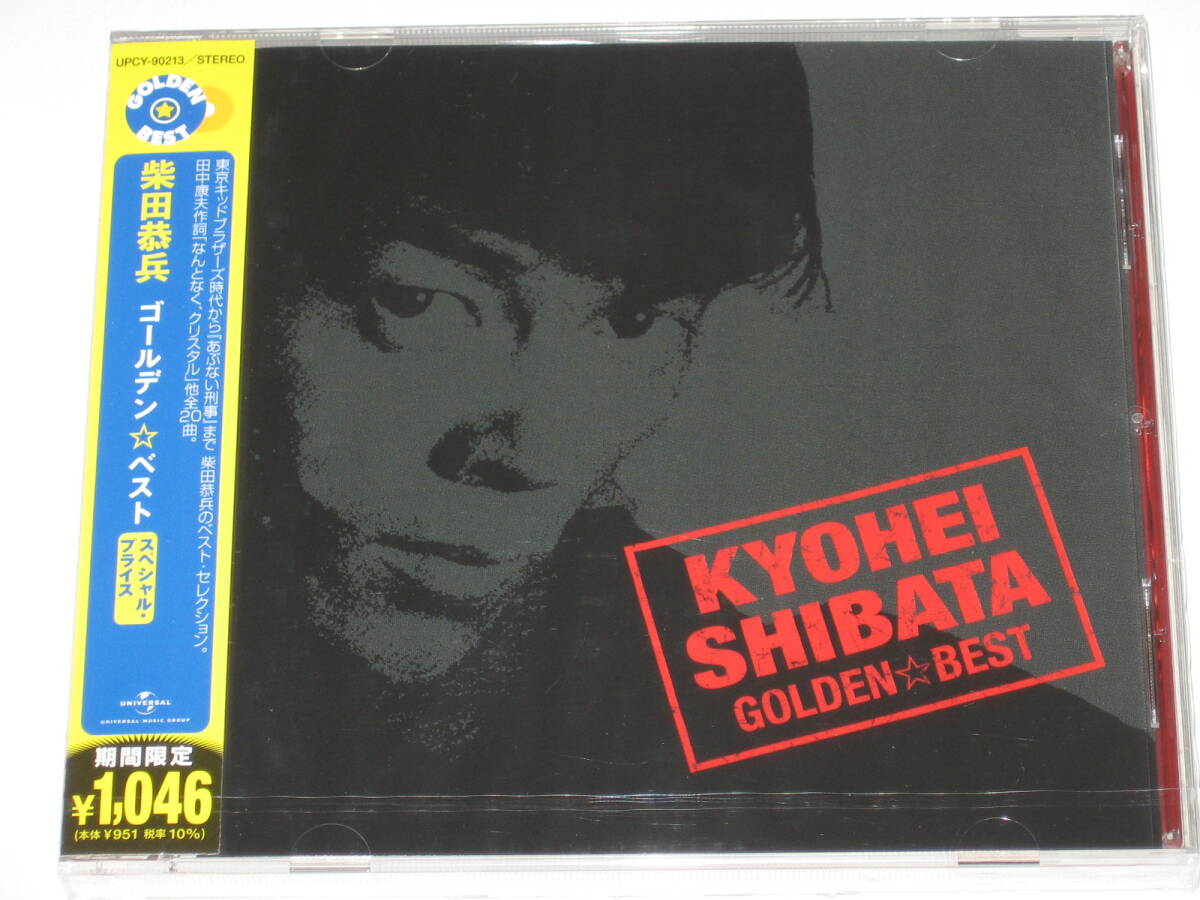 UPCY-90213／STEREO
GOLDEN☆BEST
柴田恭兵 ゴールデン☆ベスト
スペシャル・プライス
東京キッドブラザーズ時代から『あぶない刑事』まで 柴田恭兵のベスト・セレクション。
田中康夫作詞「なんとなく、クリスタル」他全20曲。
UNIVERSAL
UNIVERSAL MUSIC GROUP
期間限定
¥1,046
(本体 ¥951 税率10%)
KYOHEI
SHIBATA
GOLDEN☆BEST